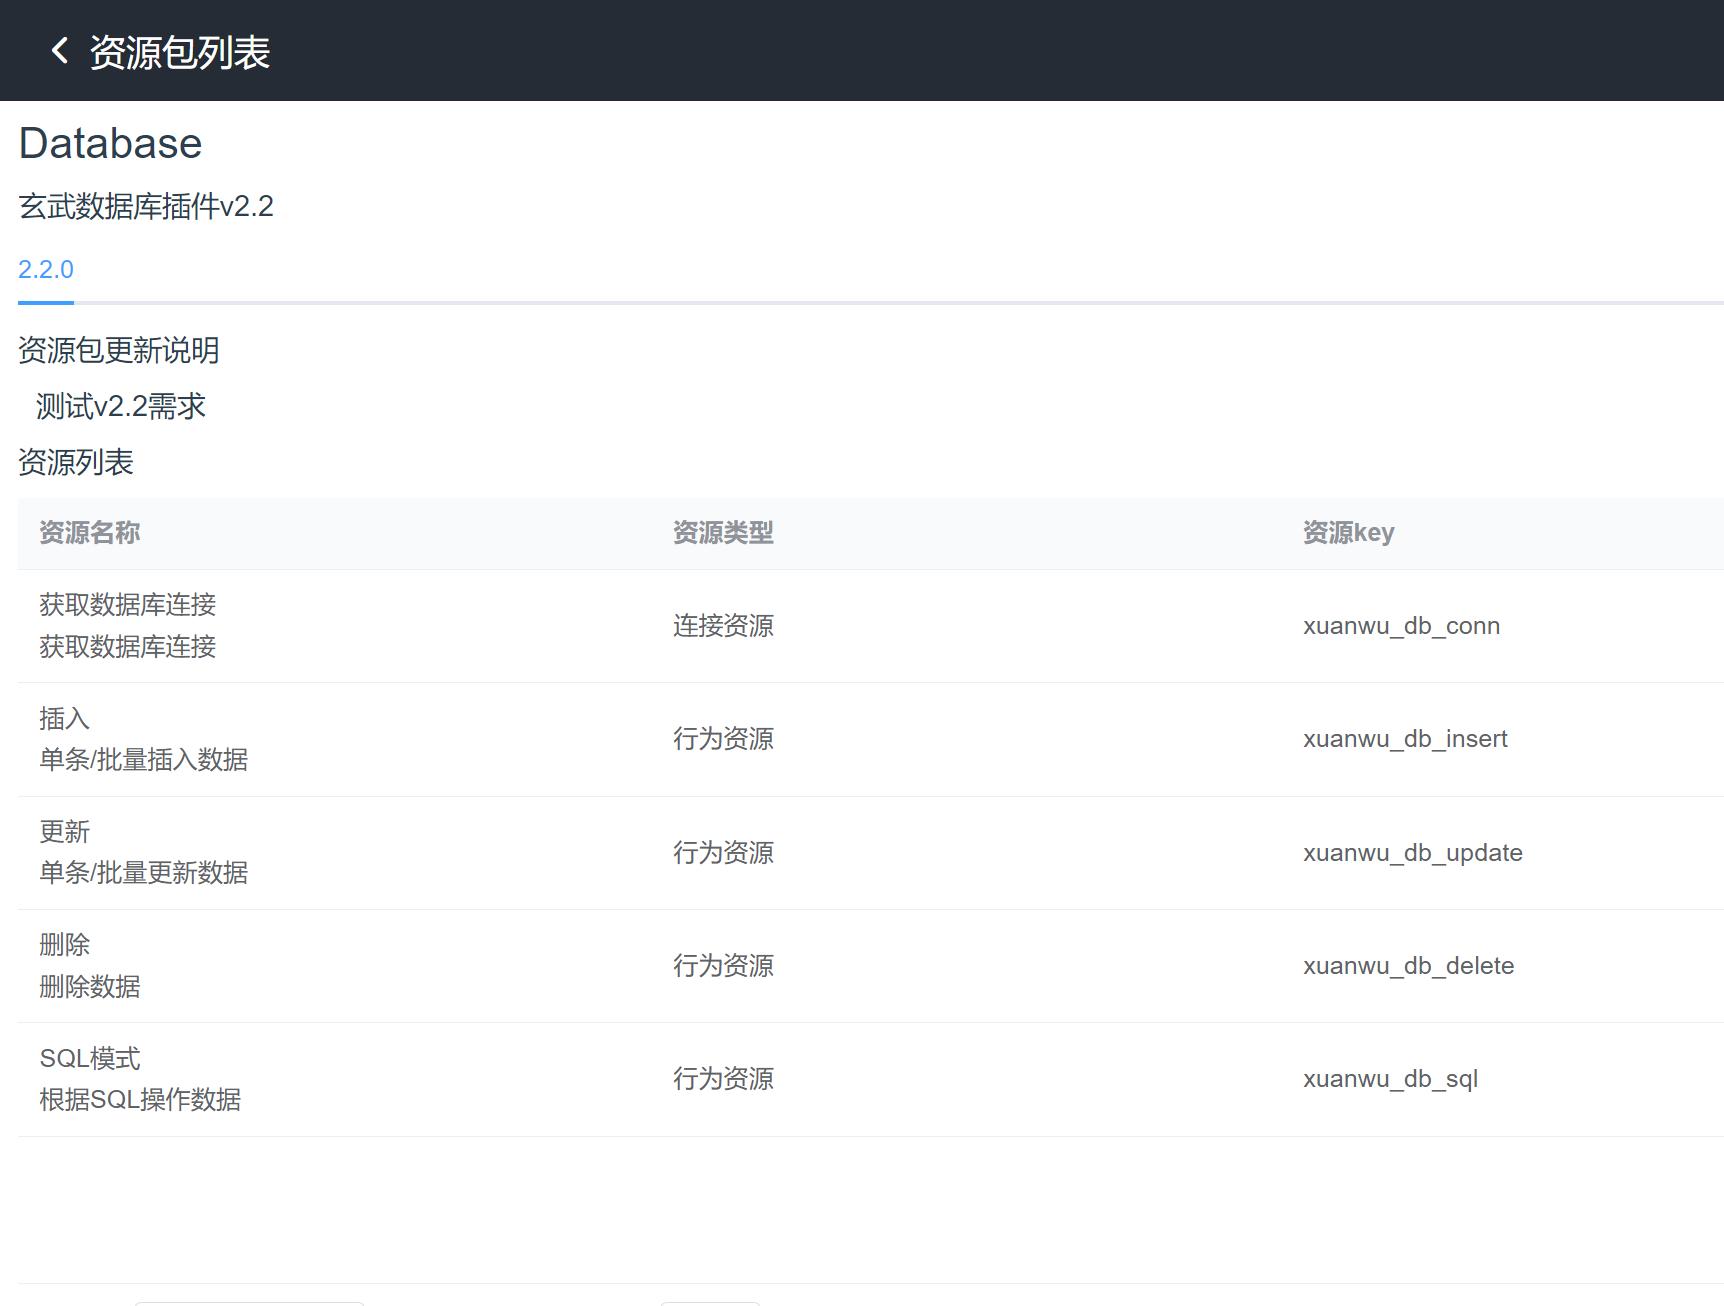 资源包列表
Database
玄武数据库插件v2.2
2.2.0
资源包更新说明
测试v2.2需求
资源列表
资源名称 资源类型 资源key
获取数据库连接
获取数据库连接
连接资源 xuanwu_db_conn
插入
单条/批量插入数据
行为资源 xuanwu_db_insert
更新
单条/批量更新数据
行为资源 xuanwu_db_update
删除
删除数据
行为资源 xuanwu_db_delete
SQL模式
根据SQL操作数据
行为资源 xuanwu_db_sql